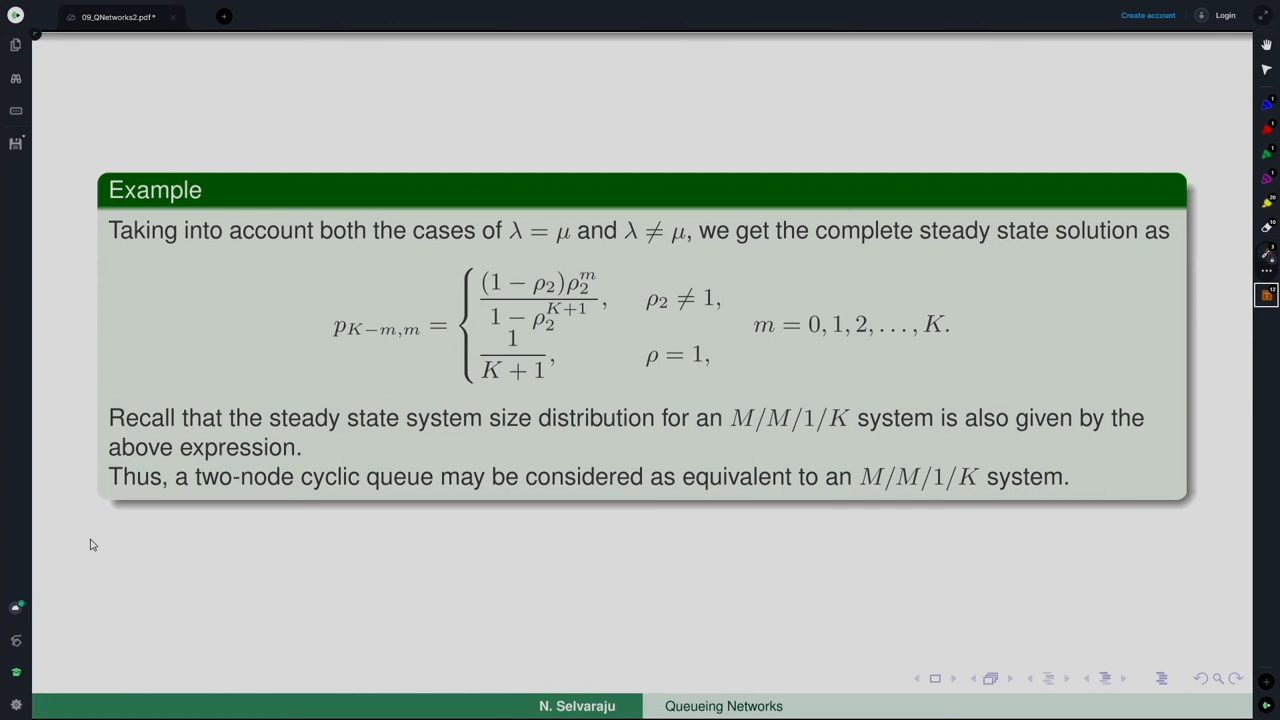 09_QNetworks2.pdf*
Create account
Login
Example
Taking into account both the cases of λ = μ and λ ≠ μ, we get the complete steady state solution as
p_{K−m,m} = { (1 − ρ_2)ρ_2^m / (1 − ρ_2^{K+1}), ρ_2 ≠ 1,
1 / (K + 1), ρ = 1,
m = 0, 1, 2, . . . , K.
Recall that the steady state system size distribution for an M/M/1/K system is also given by the
above expression.
Thus, a two-node cyclic queue may be considered as equivalent to an M/M/1/K system.
N. Selvaraju
Queueing Networks